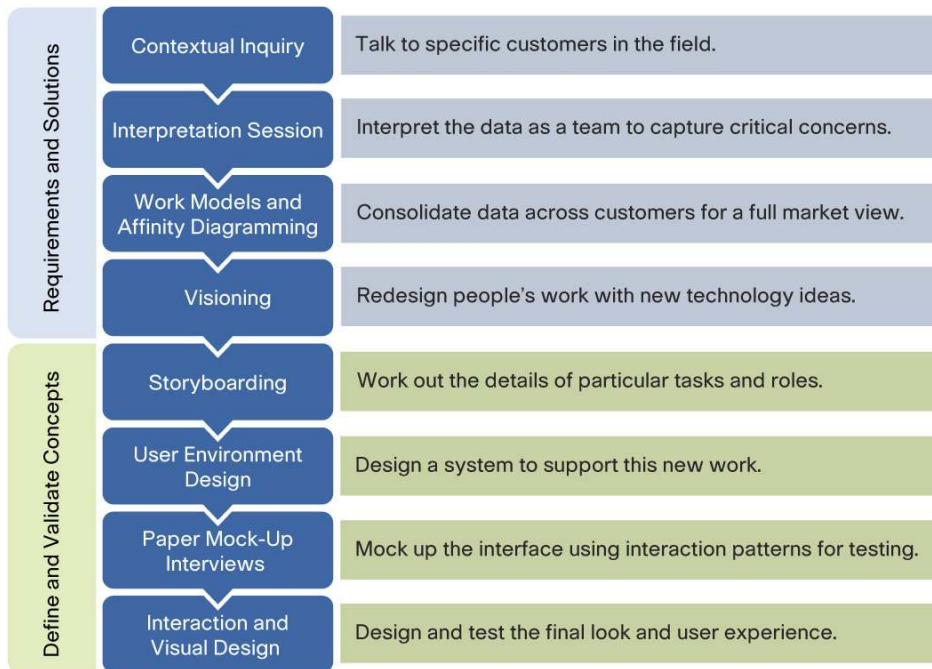 Requirements and Solutions
Contextual Inquiry
Talk to specific customers in the field.
Interpretation Session
Interpret the data as a team to capture critical concerns.
Work Models and
Affinity Diagramming
Consolidate data across customers for a full market view.
Visioning
Redesign people's work with new technology ideas.
Define and Validate Concepts
Storyboarding
Work out the details of particular tasks and roles.
User Environment
Design
Design a system to support this new work.
Paper Mock-Up
Interviews
Mock up the interface using interaction patterns for testing.
Interaction and
Visual Design
Design and test the final look and user experience.